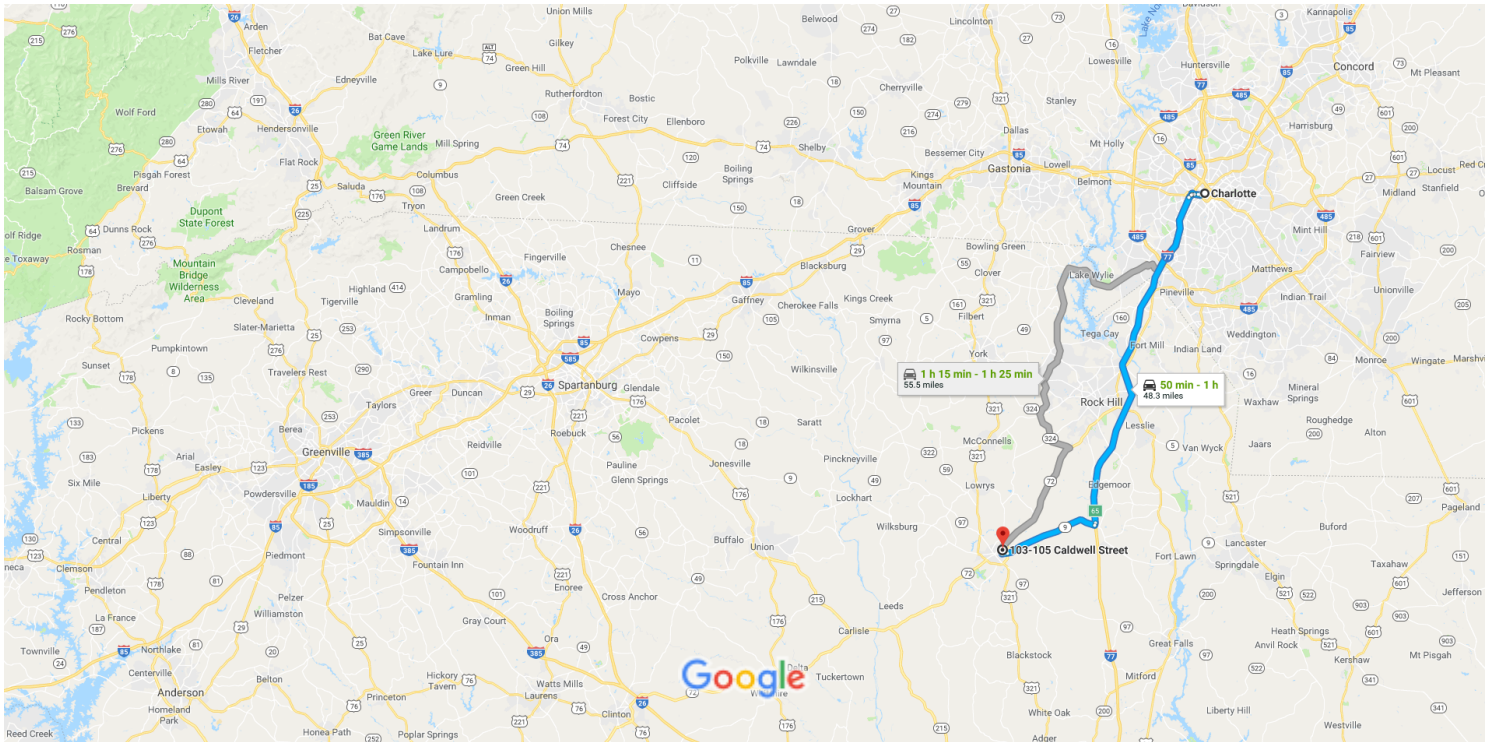 Union Mills
Belwood
Lincolnton
Davidson
Kannapolis
Arden
Bat Cave
Gilkey
Lake Lure
Fletcher
Green Hill
Polkville
Lawndale
Lowesville
Huntersville
Concord
Mt Pleasant
Mills River
Edneyville
Rutherfordton
Bostic
Cherryville
Stanley
Wolf Ford
Etowah
Hendersonville
Forest City
Ellenboro
Harrisburg
Green River
Game Lands
Mill Spring
Shelby
Dallas
Mt Holly
Bessemer City
Lowell
Flat Rock
Pisgah Forest
Columbus
Boiling
Springs
Kings
Mountain
Gastonia
Belmont
Locust
Balsam Grove
Brevard
Saluda
Cliffside
Charlotte
Midland
Stanfield
Tryon
Green Creek
Dupont
State Forest
Dunns Rock
Landrum
Grover
Mint Hill
Rosman
Chesnee
Bowling Green
Fairview
Mountain
Bridge
Wilderness
Area
Campobello
Fingerville
Blacksburg
Clover
Lake Wylie
Matthews
Highland
Tigerville
Mayo
Gaffney
Cherokee Falls
Kings Creek
Pineville
Indian Trail
Unionville
Cleveland
Gramling
Rocky Bottom
Slater-Marietta
Inman
Boiling
Springs
Smyrna
Filbert
Tega Cay
Weddington
Cowpens
Pumpkintown
Fort Mill
Indian Land
Sunset
Travelers Rest
York
Monroe
Wingate
Wilkinsville
1 h 15 min - 1 h 25 min
55.5 miles
50 min - 1 h
48.3 miles
Spartanburg
Glendale
Greer
Duncan
Mineral
Springs
Taylors
Rock Hill
Waxhaw
Pickens
Berea
Roebuck
Pacolet
Saratt
Lesslie
Roughedge
Alton
Reidville
McConnells
Van Wyck
Jaars
Arial
Easley
Greenville
Pauline
Glenn Springs
Jonesville
Pinckneyville
Six Mile
Liberty
Powdersville
Mauldin
Lowrys
Edgemoor
Lockhart
Pageland
Simpsonville
Woodruff
Wilksburg
Buford
Central
Buffalo
Union
103-105 Caldwell Street
Piedmont
Fort Lawn
Lancaster
Springdale
Clemson
Fountain Inn
Taxahaw
Elgin
Pendleton
Enoree
Cross Anchor
Pelzer
Williamston
Leeds
Jefferson
La France
Gray Court
Carlisle
Heath Springs
Townville
Northlake
Ora
Great Falls
Anvil Rock
Blackstock
Kershaw
Mt Pisgah
Centerville
Belton
Hickory
Tavern
Watts Mills
Laurens
Google
Delta
Tuckertown
Mitford
Anderson
Homeland
Park
Princeton
Clinton
White Oak
Liberty Hill
Westville
Reed Creek
Honea Path
Poplar Springs
Adger